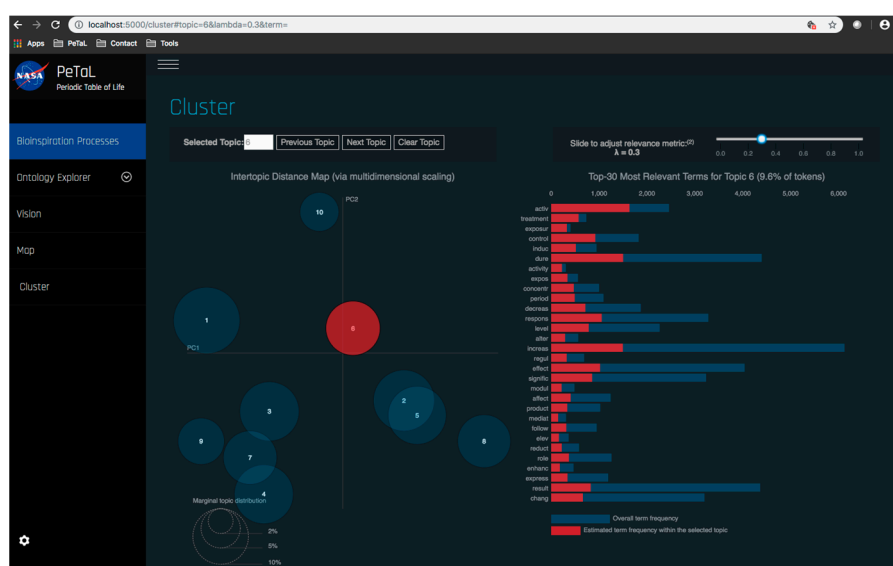 localhost:5000/cluster#topic=6&lambda=0.3&term=
Apps PeTaL Contact Tools
NASA
PeTaL
Periodic Table of Life
Cluster
Bioinspiration Processes
Ontology Explorer
Vision
Map
Cluster
Selected Topic: 6 Previous Topic Next Topic Clear Topic
Slide to adjust relevance metric:(2)
λ = 0.3
0.0 0.2 0.4 0.6 0.8 1.0
Intertopic Distance Map (via multidimensional scaling)
PC2
PC1
10
1
6
2
5
3
9
8
7
4
Marginal topic distribution
2%
5%
10%
Top-30 Most Relevant Terms for Topic 6 (9.6% of tokens)
0 1,000 2,000 3,000 4,000 5,000 6,000
activ
treatment
exposur
control
induc
dure
activity
expos
concentr
period
decreas
respons
level
alter
increas
regul
effect
signific
modul
affect
product
mediat
follow
elev
reduct
role
enhanc
express
result
chang
Overall term frequency
Estimated term frequency within the selected topic